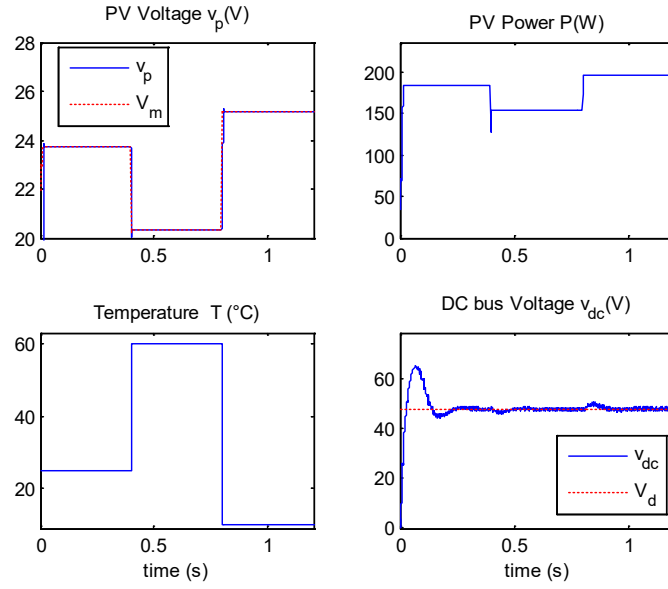 PV Voltage v_p(V)
28
26
24
22
20
0
0.5
1
v_p
V_m
PV Power P(W)
200
150
100
50
0
0
0.5
1
Temperature T (°C)
60
40
20
0
0.5
1
time (s)
DC bus Voltage v_dc(V)
60
40
20
0
0
0.5
1
v_dc
V_d
time (s)